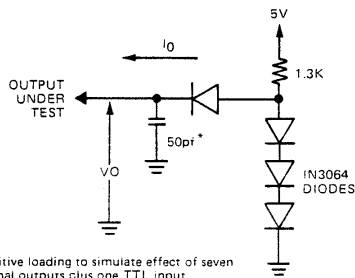 5V
IO
1.3K
OUTPUT
UNDER
TEST
50pf*
VO
IN3064
DIODES
itive loading to simulate effect of seven
nal outputs plus one TTL input